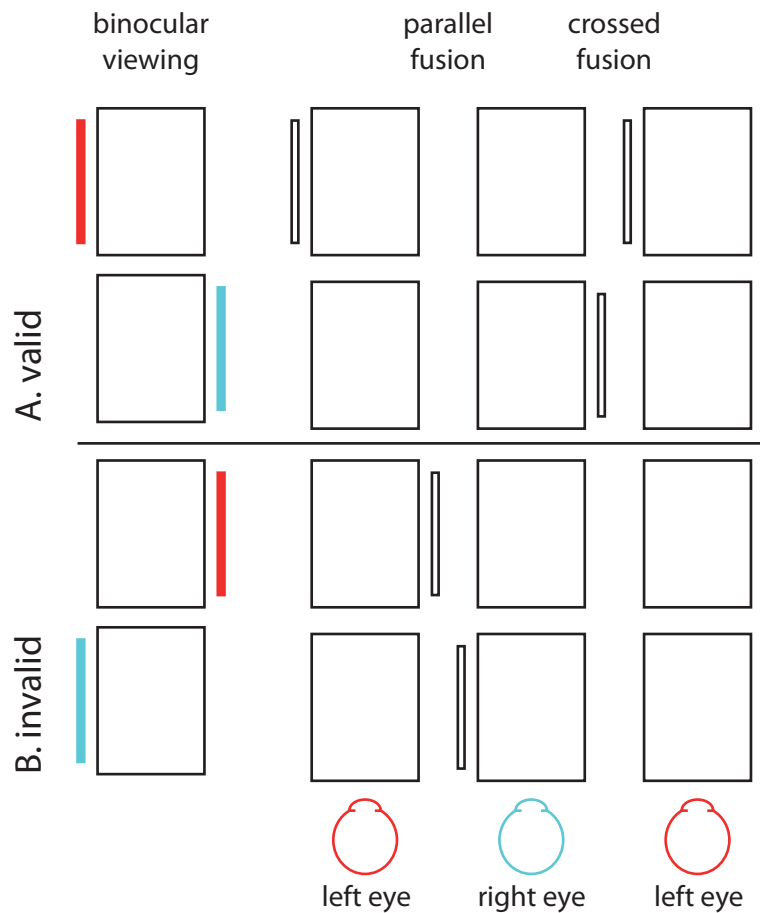 binocular
viewing
parallel
fusion
crossed
fusion
A. valid
B. invalid
left eye
right eye
left eye